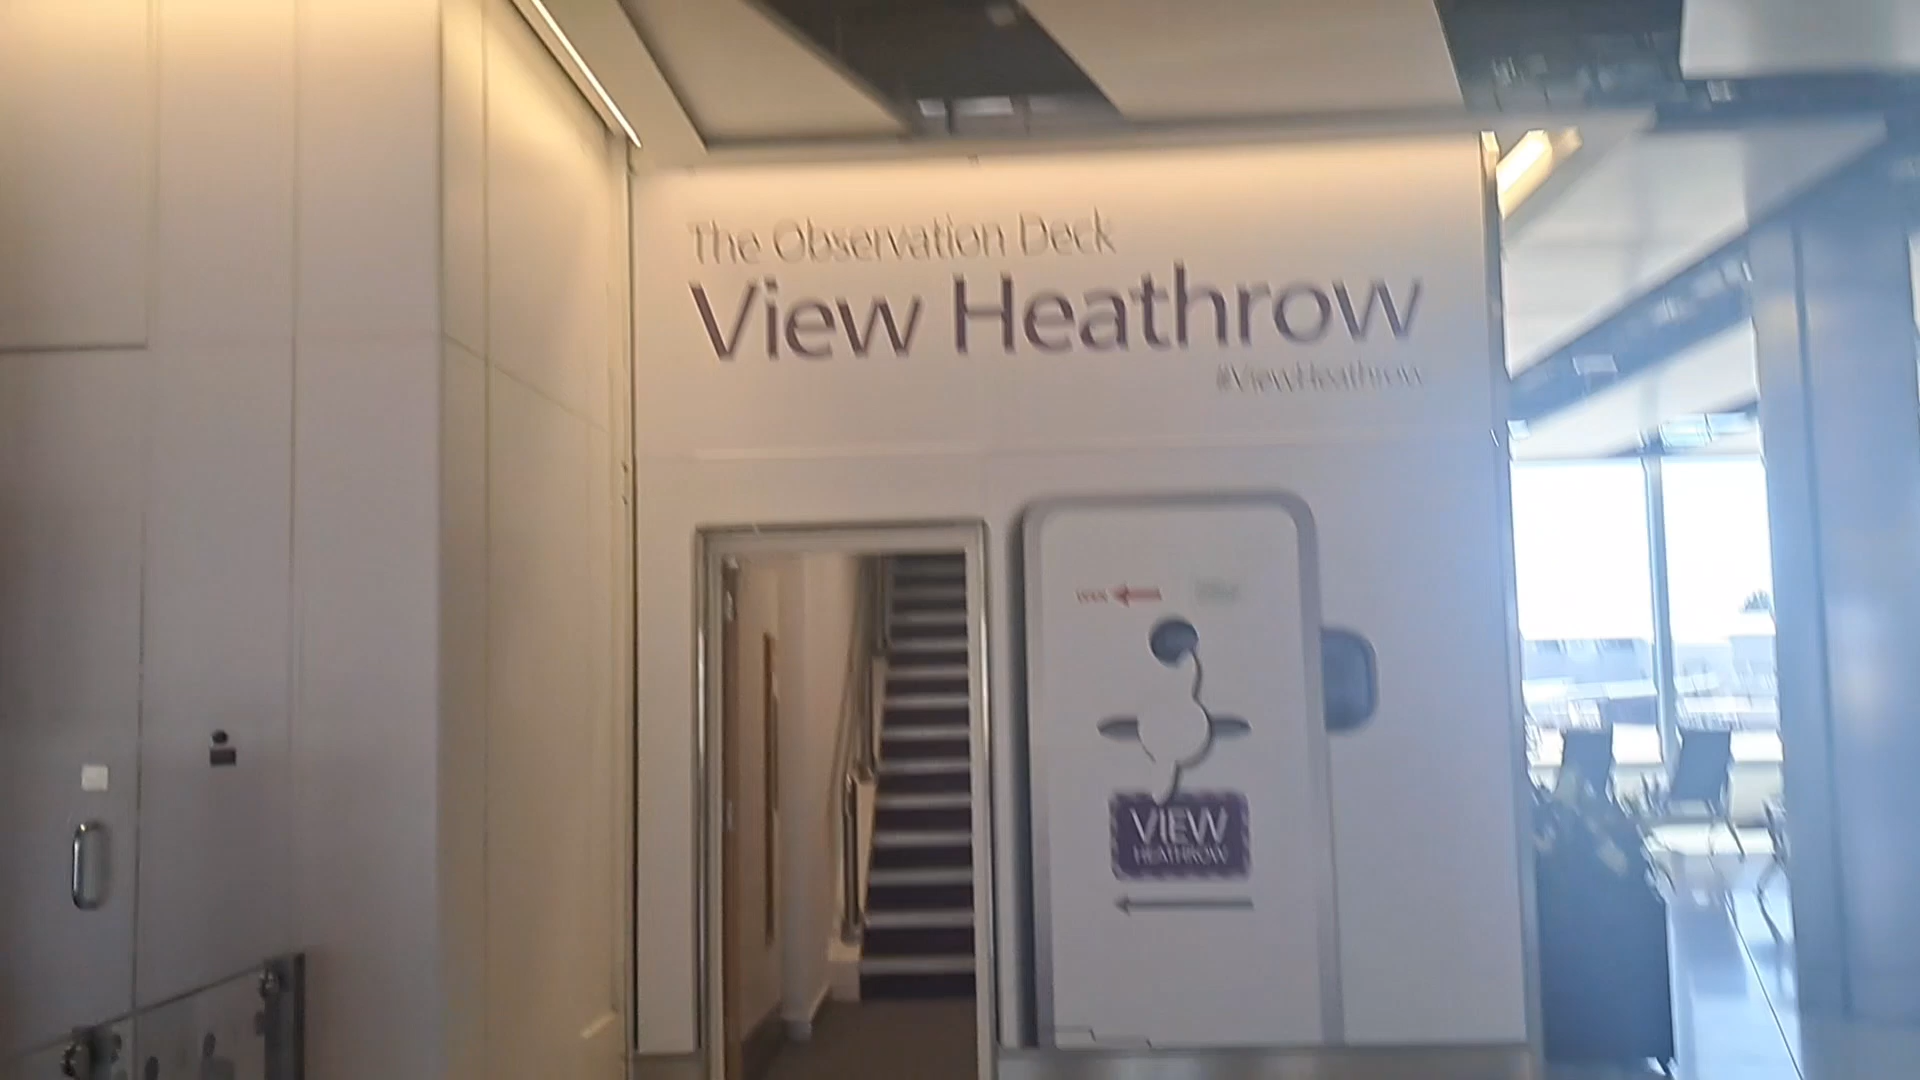 The Observation Deck
View Heathrow
#ViewHeathrow
VIEW
HEATHROW